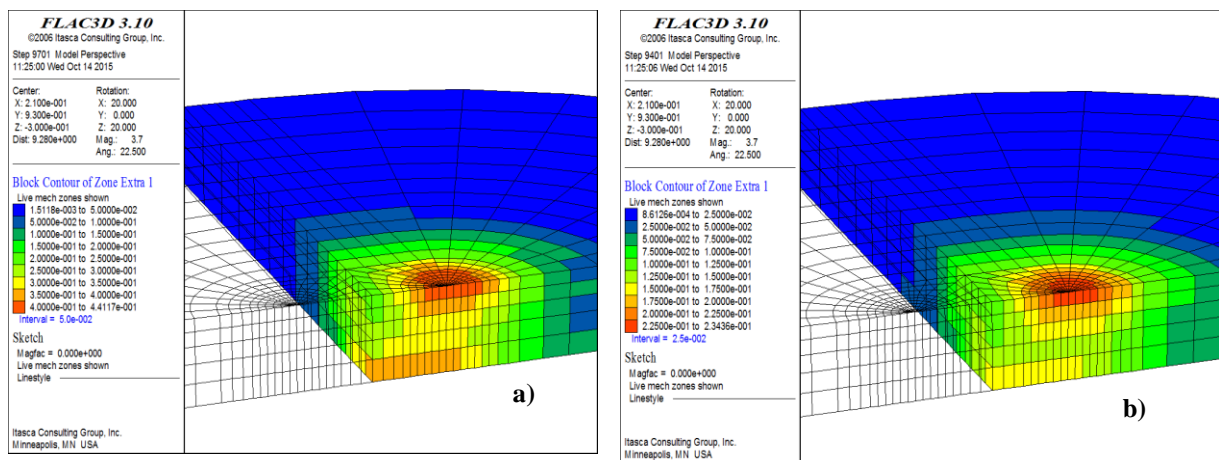 FLAC3D 3.10
©2006 Itasca Consulting Group, Inc.
Step 9701 Model Perspective
11:25:00 Wed Oct 14 2015
Center: Rotation:
X: 2.100e-001 X: 20.000
Y: 9.300e-001 Y: 0.000
Z: -3.000e-001 Z: 20.000
Dist: 9.280e+000 Mag.: 3.7
Ang.: 22.500
Block Contour of Zone Extra 1
Live mech zones shown
1.5118e-003 to 5.0000e-002
5.0000e-002 to 1.0000e-001
1.0000e-001 to 1.5000e-001
1.5000e-001 to 2.0000e-001
2.0000e-001 to 2.5000e-001
2.5000e-001 to 3.0000e-001
3.0000e-001 to 3.5000e-001
3.5000e-001 to 4.0000e-001
4.0000e-001 to 4.4117e-001
Interval = 5.0e-002
Sketch
Magfac = 0.000e+000
Live mech zones shown
Linestyle
Itasca Consulting Group, Inc.
Minneapolis, MN USA
a)
FLAC3D 3.10
©2006 Itasca Consulting Group, Inc.
Step 9401 Model Perspective
11:25:06 Wed Oct 14 2015
Center: Rotation:
X: 2.100e-001 X: 20.000
Y: 9.300e-001 Y: 0.000
Z: -3.000e-001 Z: 20.000
Dist: 9.280e+000 Mag.: 3.7
Ang.: 22.500
Block Contour of Zone Extra 1
Live mech zones shown
8.6126e-004 to 2.5000e-002
2.5000e-002 to 5.0000e-002
5.0000e-002 to 7.5000e-002
7.5000e-002 to 1.0000e-001
1.0000e-001 to 1.2500e-001
1.2500e-001 to 1.5000e-001
1.5000e-001 to 1.7500e-001
1.7500e-001 to 2.0000e-001
2.0000e-001 to 2.2500e-001
2.2500e-001 to 2.3436e-001
Interval = 2.5e-002
Sketch
Magfac = 0.000e+000
Live mech zones shown
Linestyle
Itasca Consulting Group, Inc.
Minneapolis, MN USA
b)